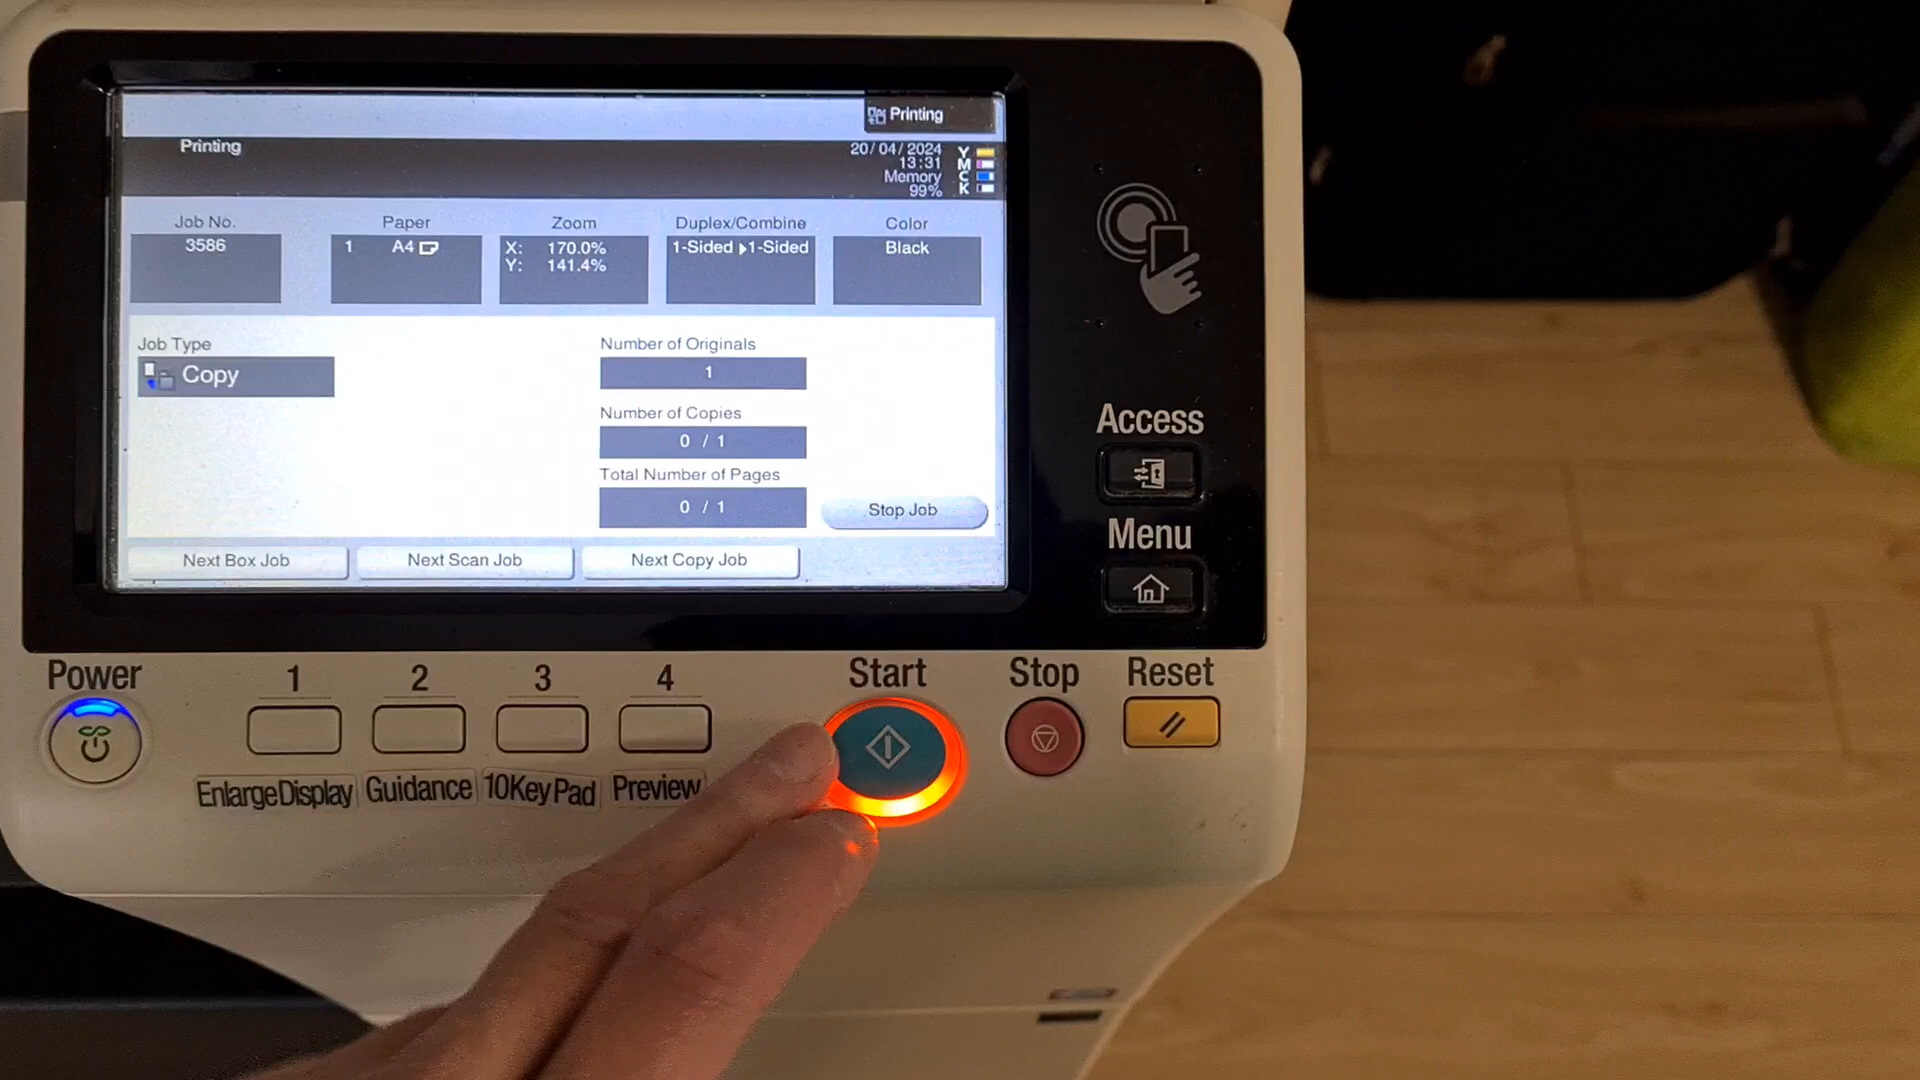 Printing
Printing
20/04/2024
13:31
Memory
99%
Y
M
C
K
Job No.
3586
Paper
1 A4
Zoom
X: 170.0%
Y: 141.4%
Duplex/Combine
1-Sided 1-Sided
Color
Black
Job Type
Copy
Number of Originals
1
Number of Copies
0 / 1
Total Number of Pages
0 / 1
Stop Job
Next Box Job
Next Scan Job
Next Copy Job
Access
Menu
Power
1
2
3
4
Start
Stop
Reset
EnlargeDisplay
Guidance
10KeyPad
Preview